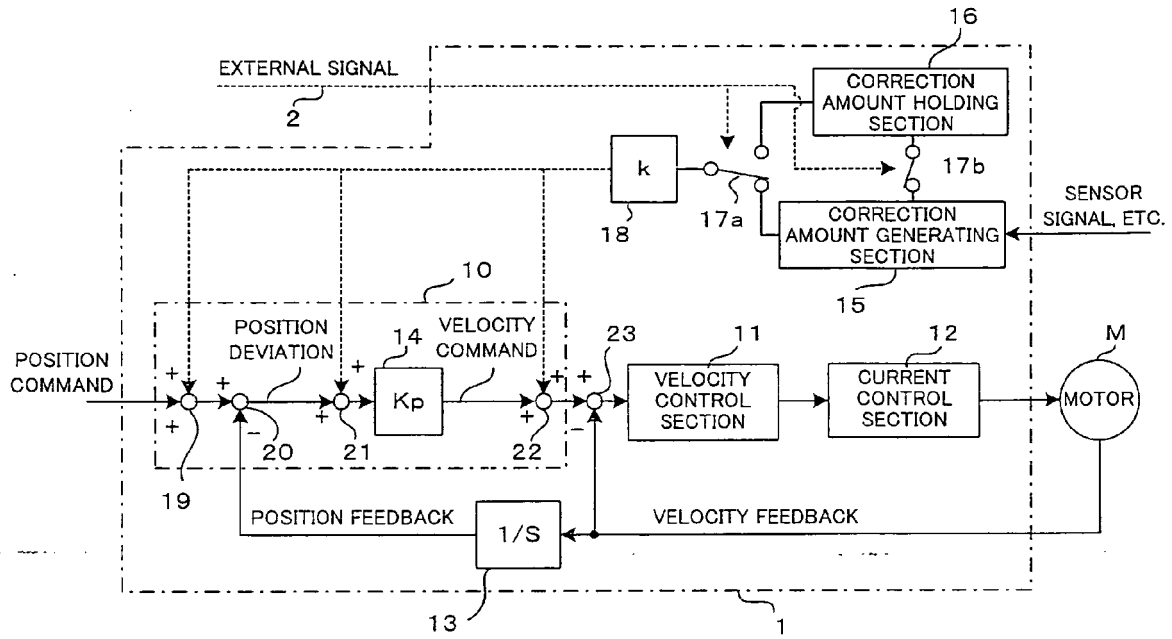 16
EXTERNAL SIGNAL
2
CORRECTION
AMOUNT HOLDING
SECTION
k
18
17a
17b
SENSOR
SIGNAL, ETC.
CORRECTION
AMOUNT GENERATING
SECTION
15
10
POSITION
DEVIATION
14
VELOCITY
COMMAND
23
11
12
M
POSITION
COMMAND
+
+
+
+
+
Kp
VELOCITY
CONTROL
SECTION
CURRENT
CONTROL
SECTION
MOTOR
+
−
+
+
−
19
20
21
22
POSITION FEEDBACK
1/S
VELOCITY FEEDBACK
13
1